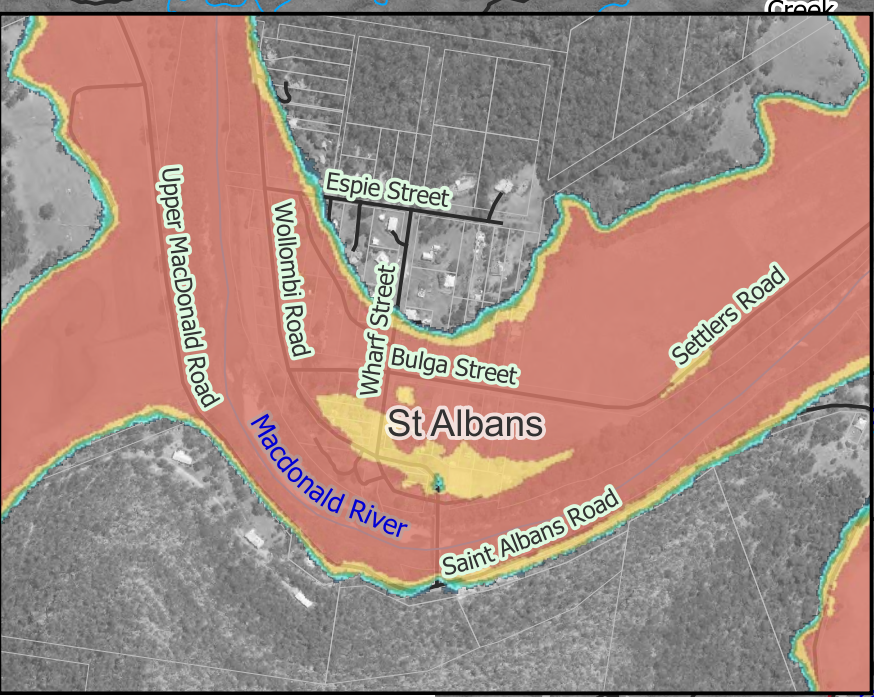 Creek
Espie Street
Upper MacDonald Road
Wollombi Road
Wharf Street
Settlers Road
Bulga Street
St Albans
Macdonald River
Saint Albans Road